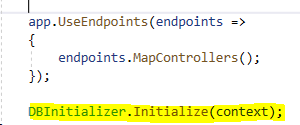 app.UseEndpoints(endpoints =>
{
endpoints.MapControllers();
});
DBInitializer.Initialize(context);